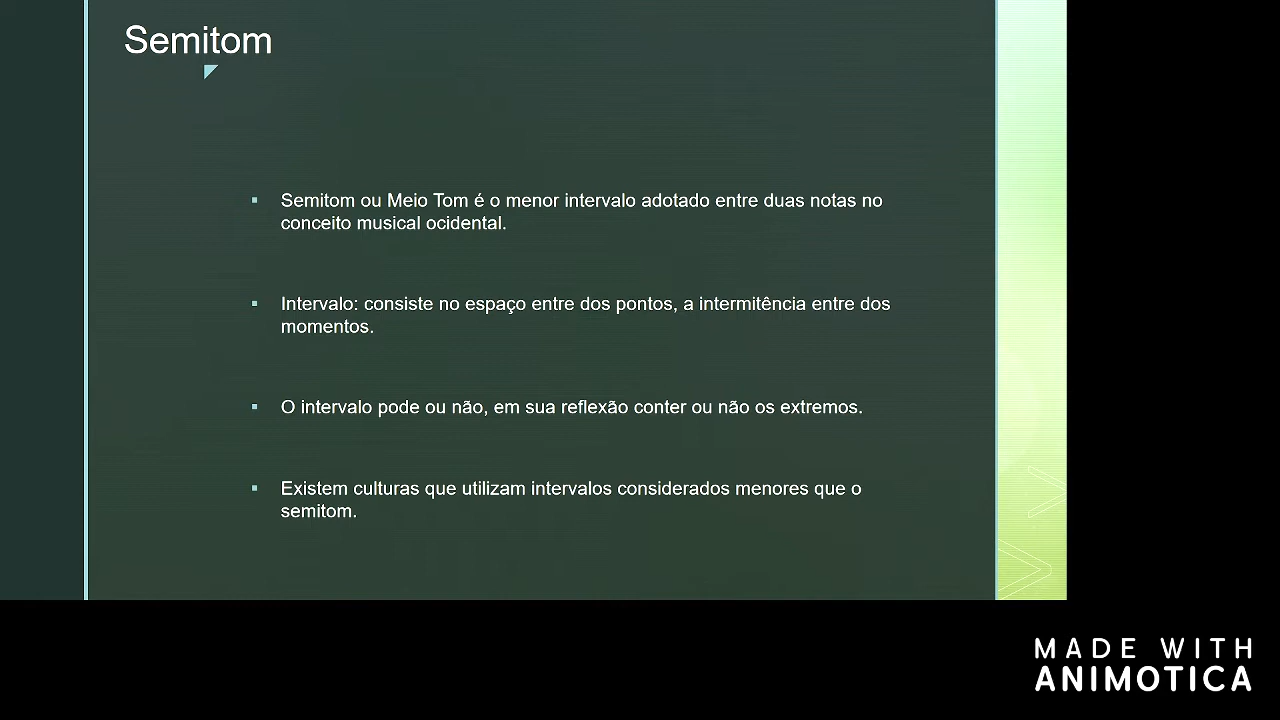 Semitom
Semitom ou Meio Tom é o menor intervalo adotado entre duas notas no
conceito musical ocidental.
Intervalo: consiste no espaço entre dos pontos, a intermitência entre dos
momentos.
O intervalo pode ou não, em sua reflexão conter ou não os extremos.
Existem culturas que utilizam intervalos considerados menores que o
semitom.
MADE WITH
ANIMOTICA